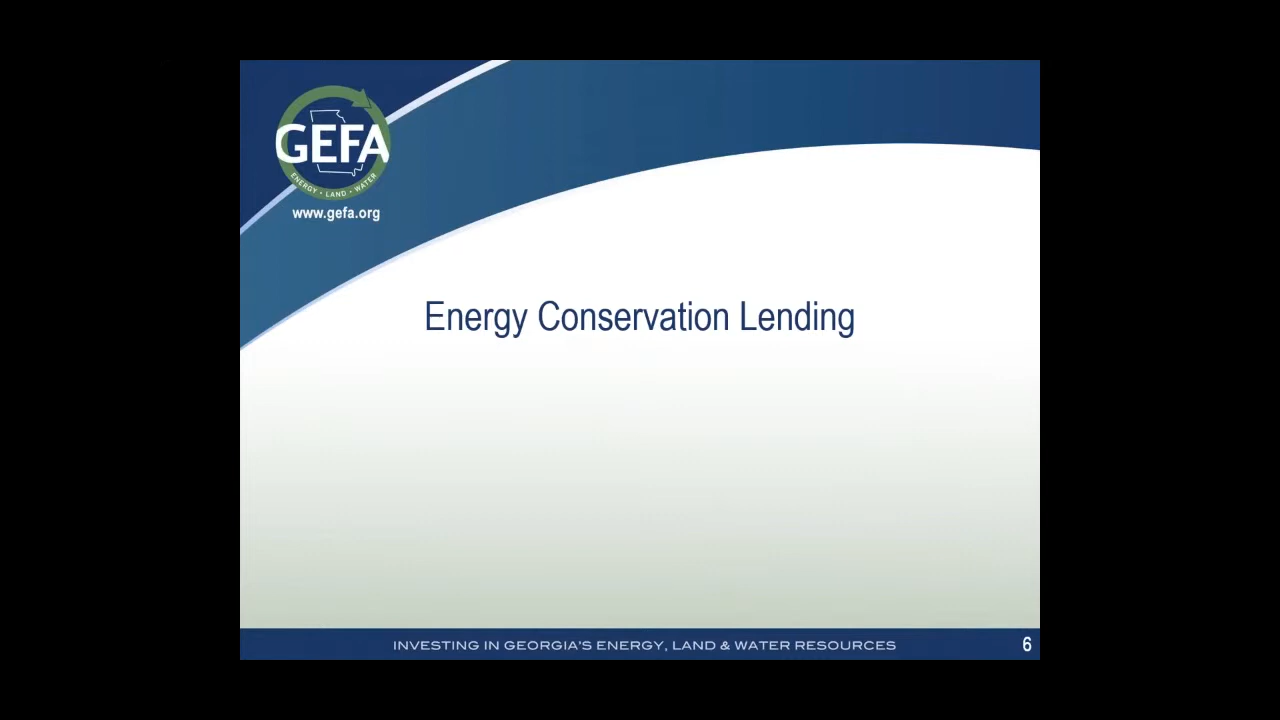 GEFA
ENERGY • LAND • WATER
www.gefa.org
Energy Conservation Lending
INVESTING IN GEORGIA'S ENERGY, LAND & WATER RESOURCES
6